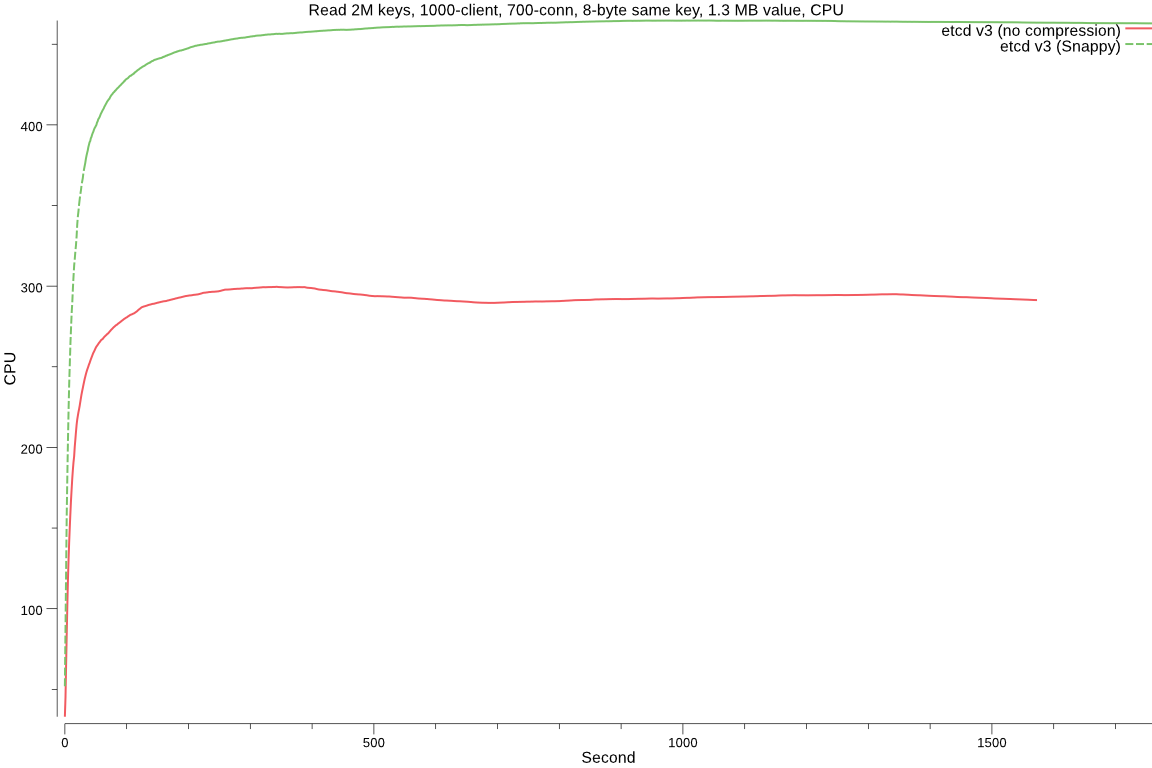 Read 2M keys, 1000-client, 700-conn, 8-byte same key, 1.3 MB value, CPU
etcd v3 (no compression)
etcd v3 (Snappy)
400
300
200
100
CPU
0
500
1000
1500
Second